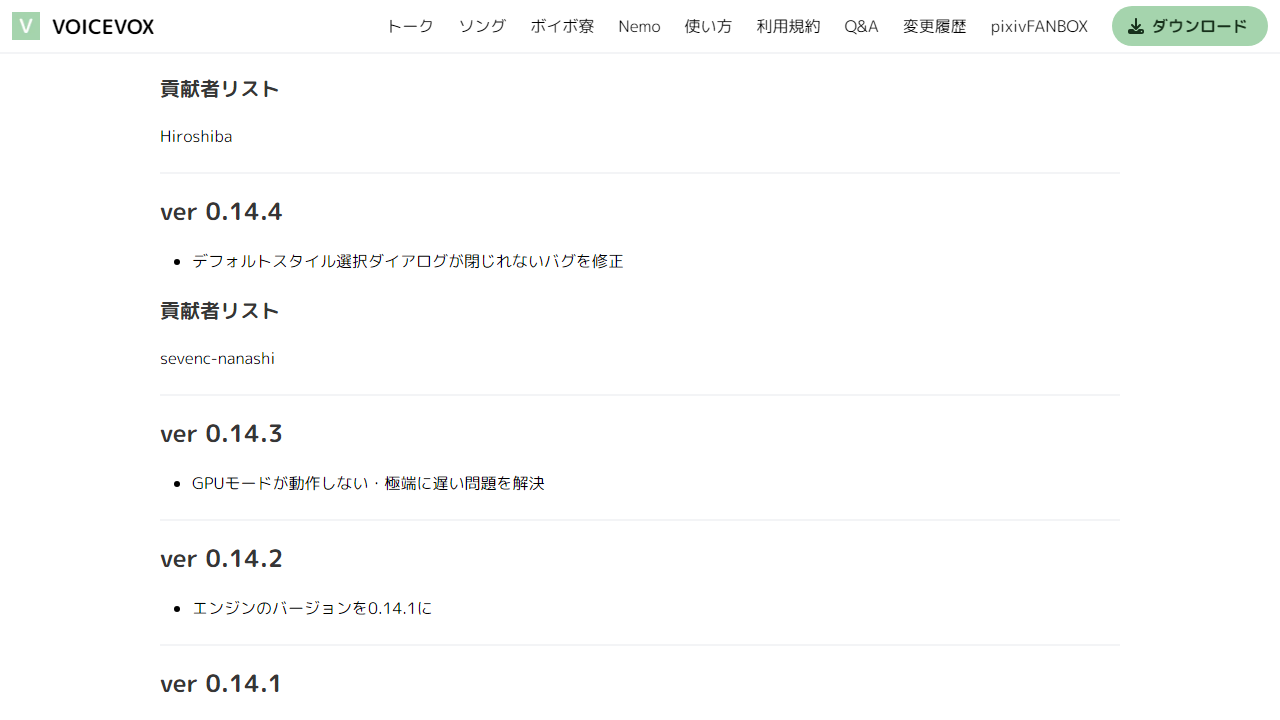 VOICEVOX トーク ソング ボイボ寮 Nemo 使い方 利用規約 Q&A 変更履歴 pixivFANBOX ダウンロード
貢献者リスト
Hiroshiba
ver 0.14.4
デフォルトスタイル選択ダイアログが閉じれないバグを修正
貢献者リスト
sevenc-nanashi
ver 0.14.3
GPUモードが動作しない・極端に遅い問題を解決
ver 0.14.2
エンジンのバージョンを0.14.1に
ver 0.14.1